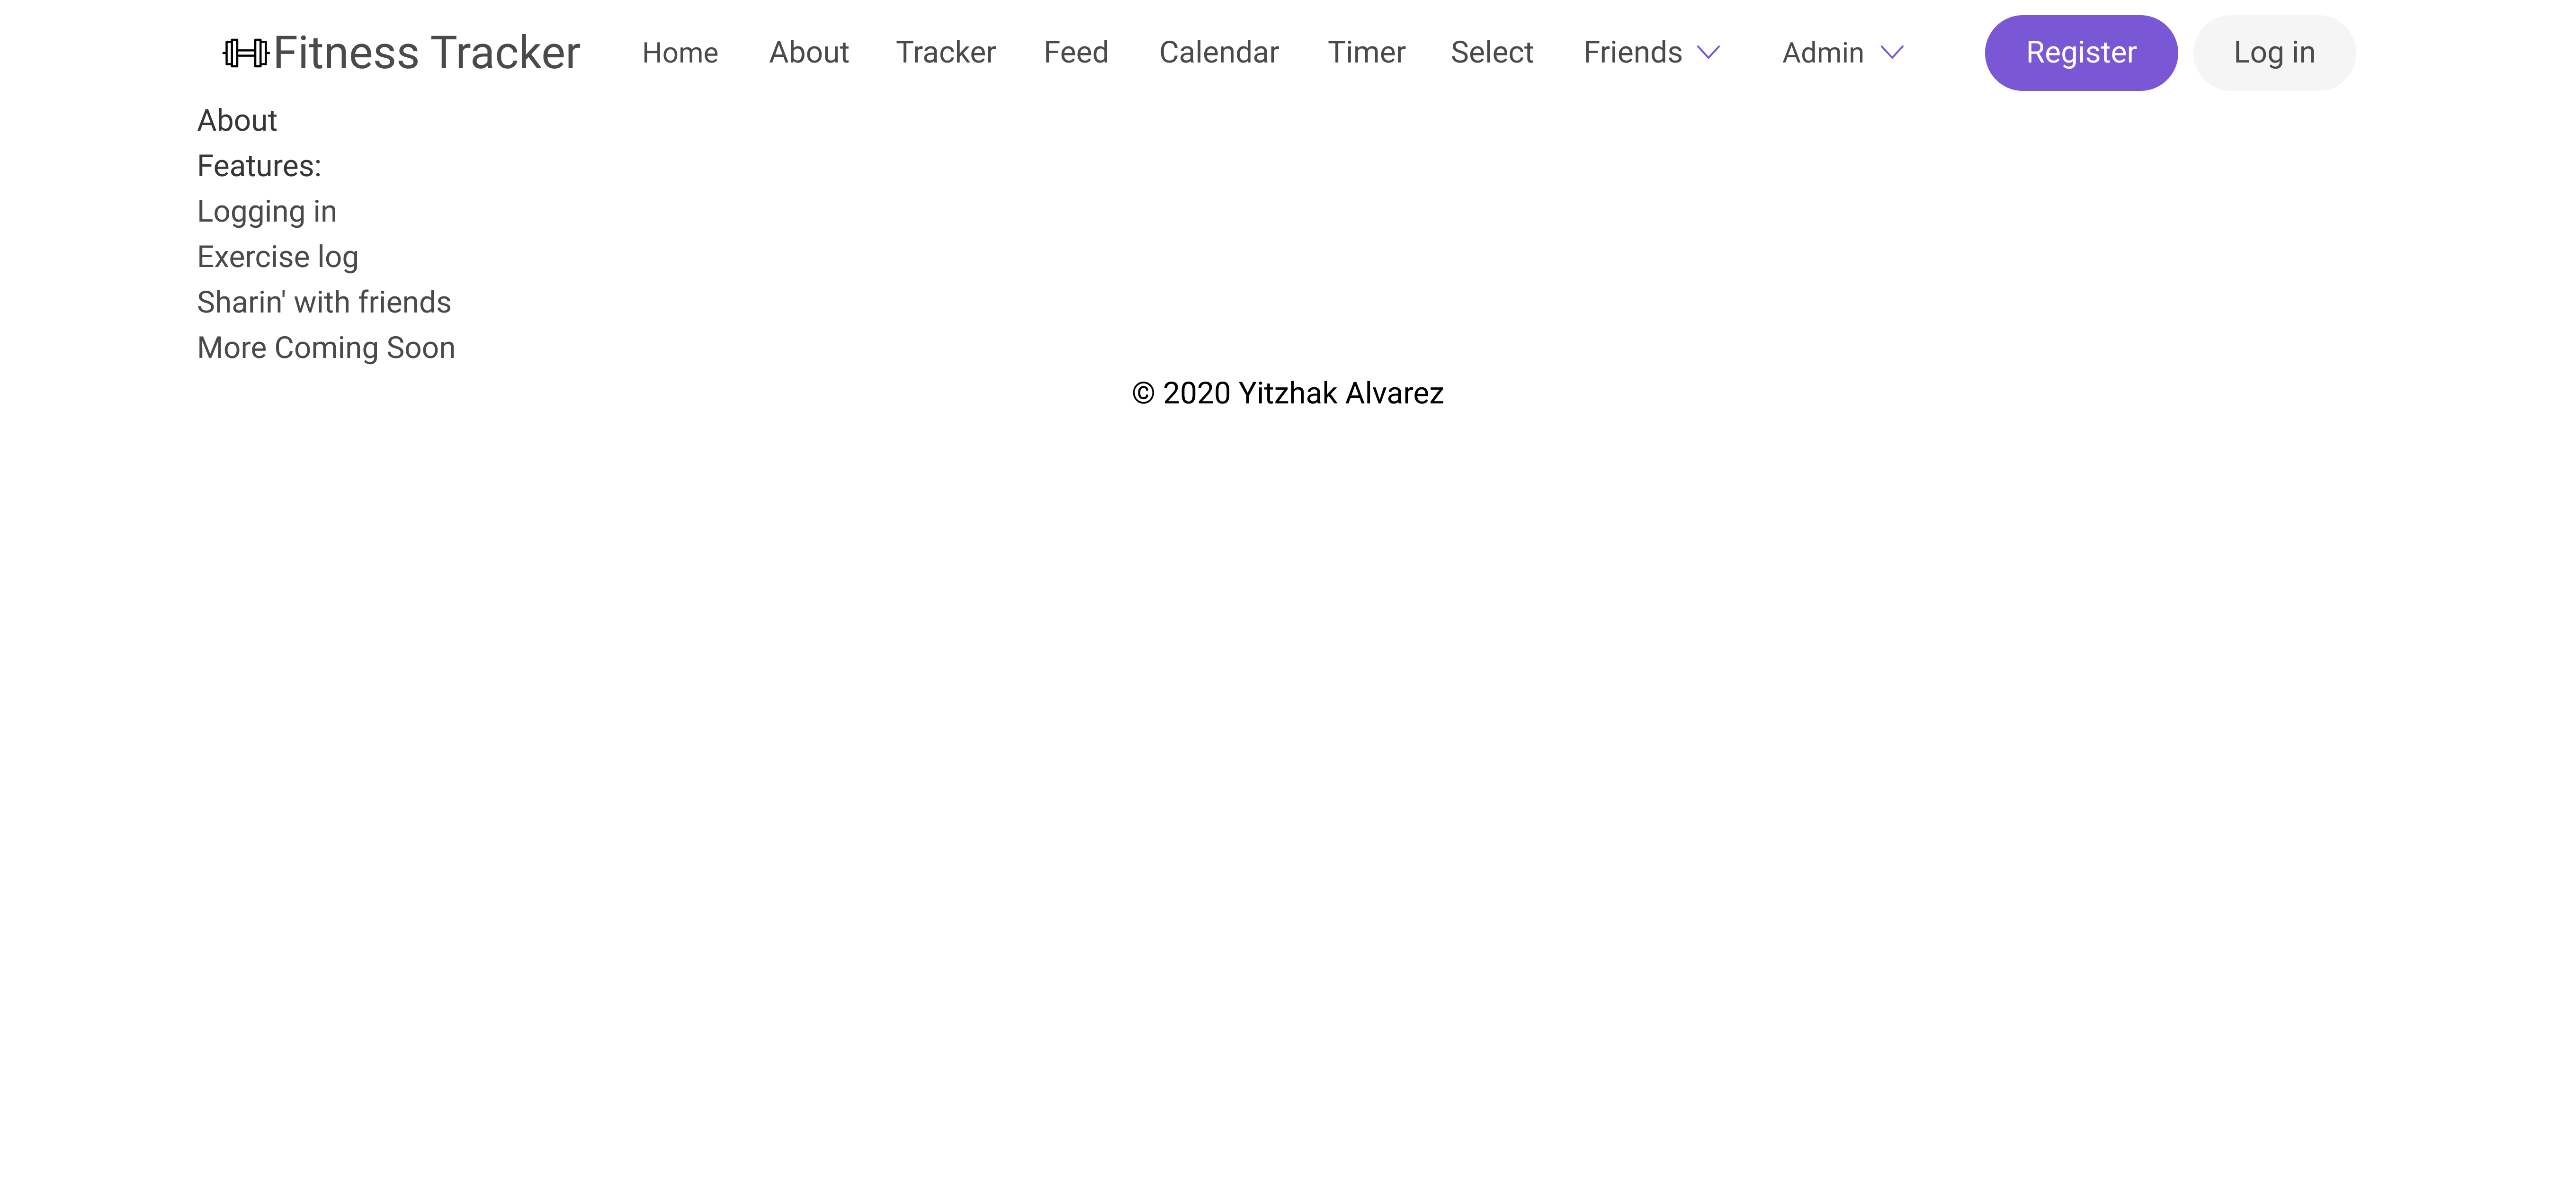 Fitness Tracker Home About Tracker Feed Calendar Timer Select Friends Admin Register Log in
About
Features:
Logging in
Exercise log
Sharin' with friends
More Coming Soon
© 2020 Yitzhak Alvarez